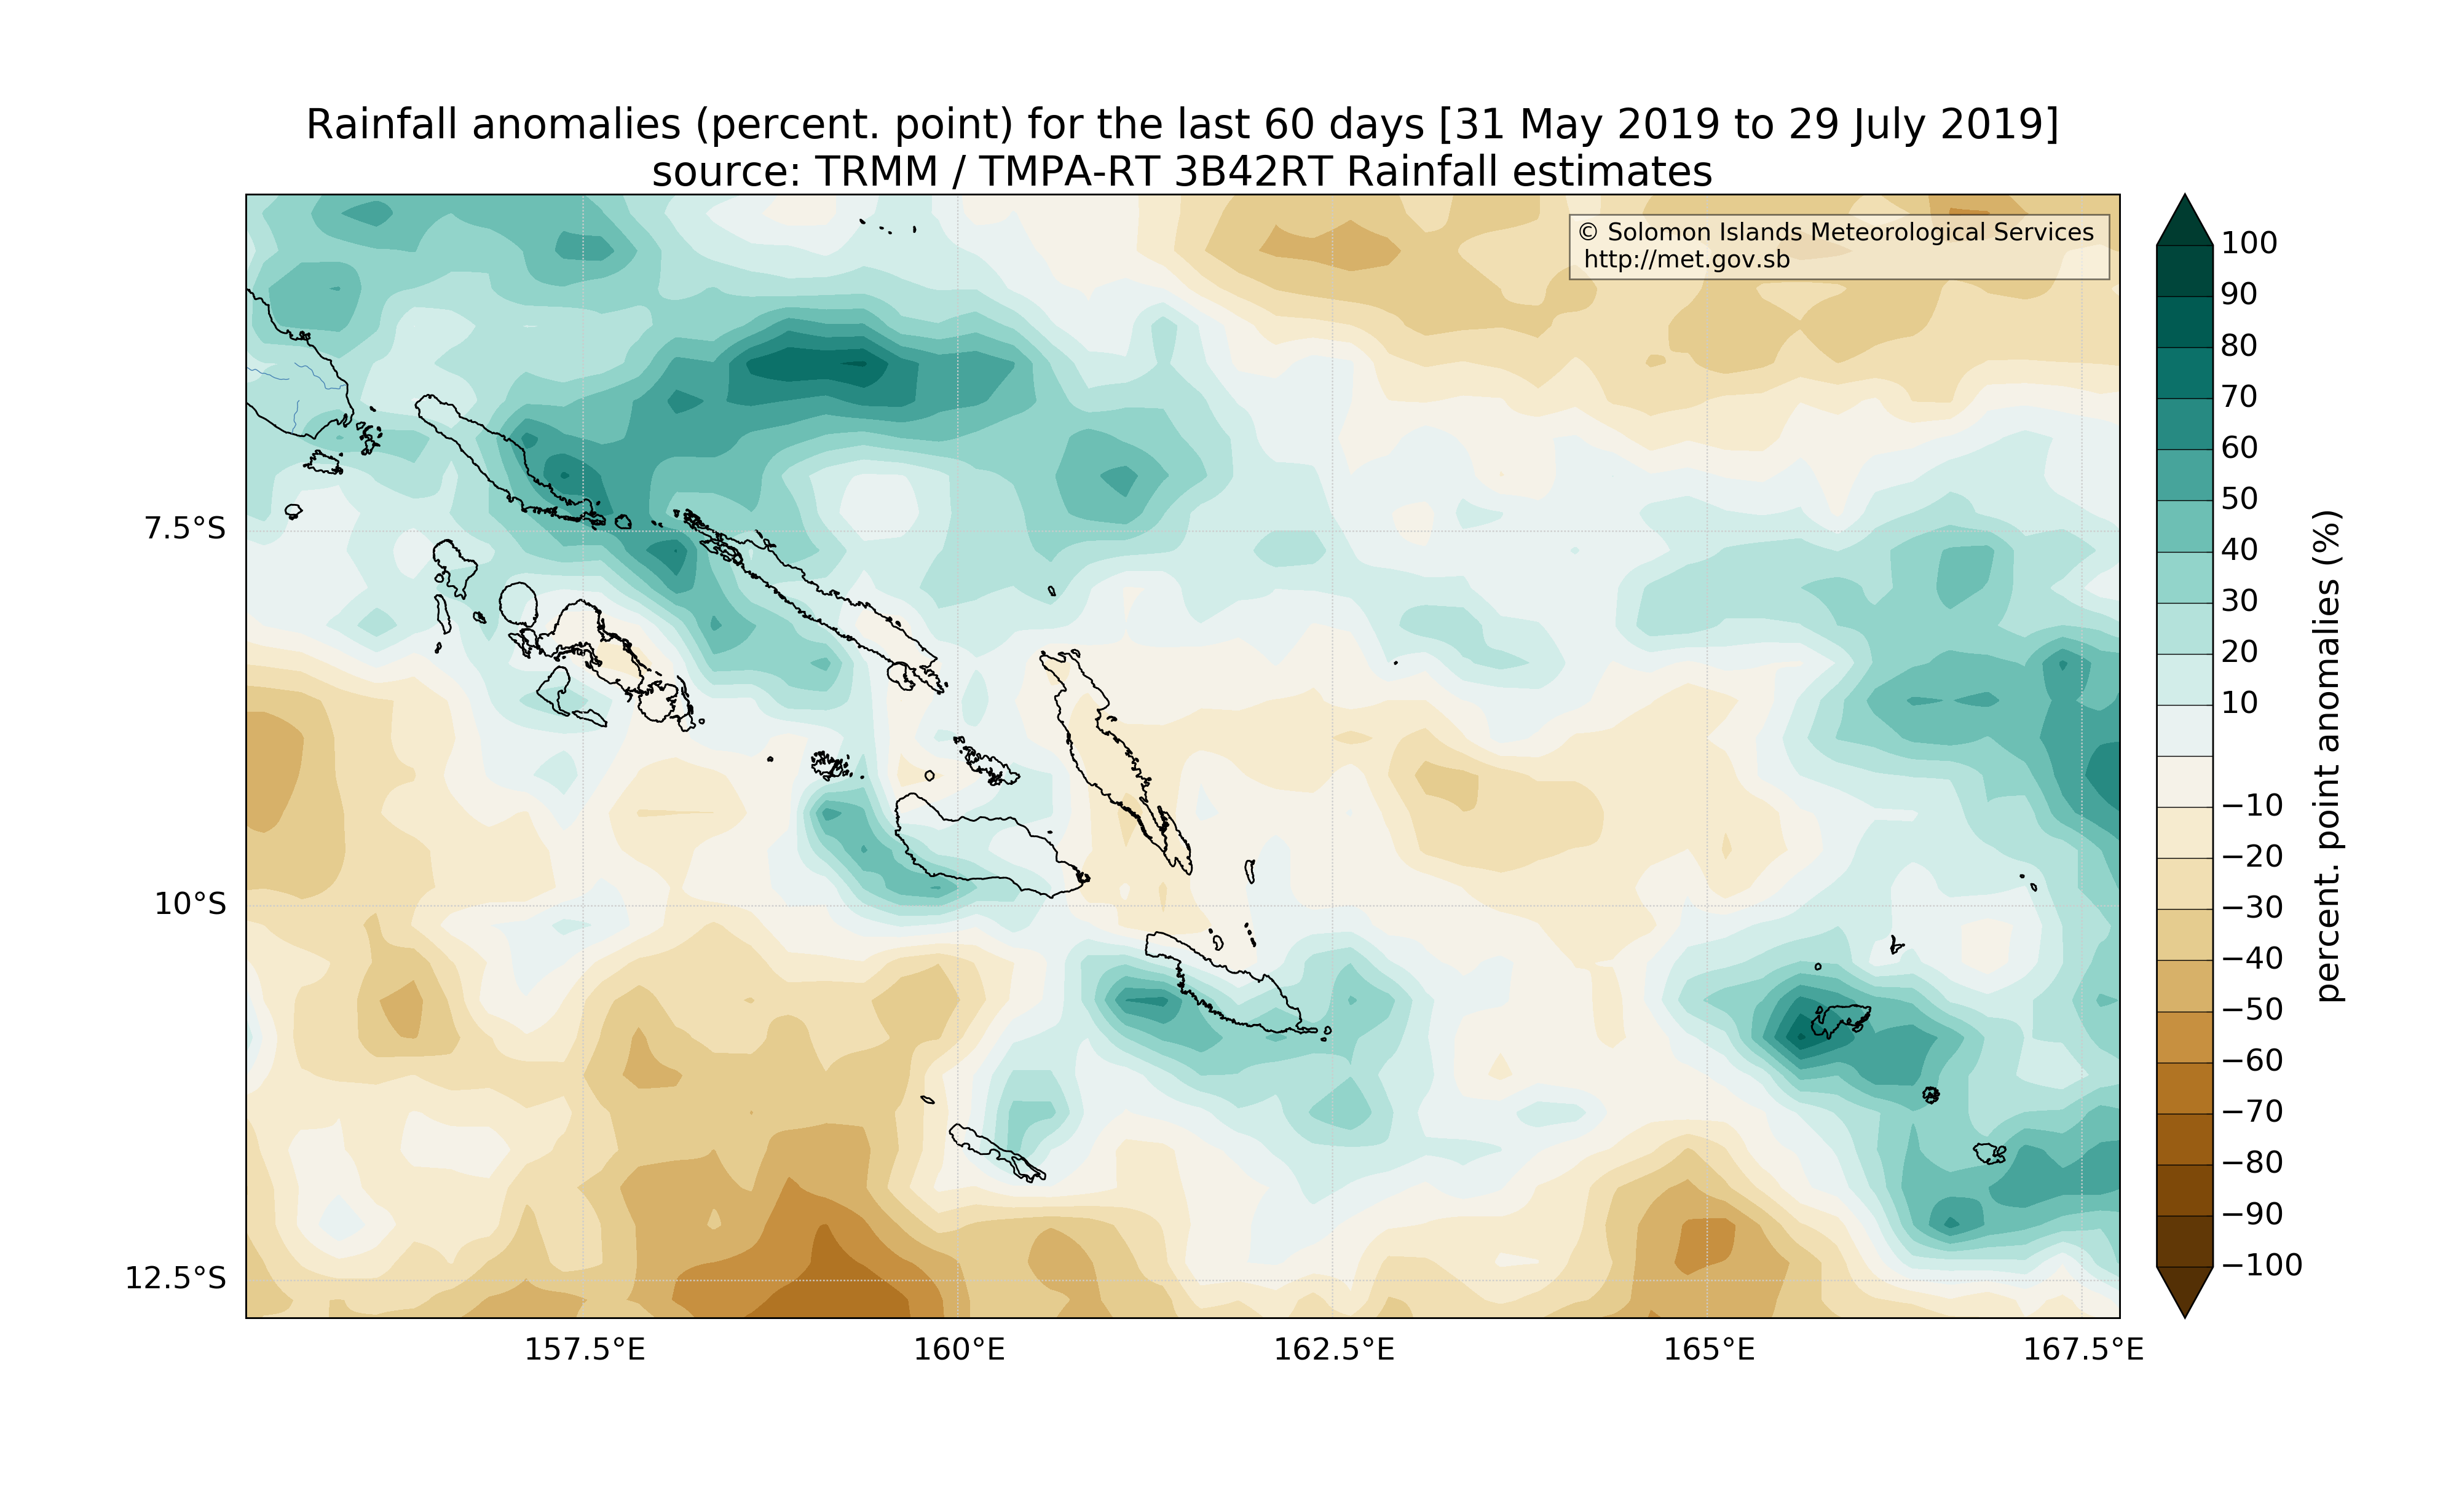 Rainfall anomalies (percent. point) for the last 60 days [31 May 2019 to 29 July 2019]
source: TRMM / TMPA-RT 3B42RT Rainfall estimates
© Solomon Islands Meteorological Services
http://met.gov.sb
7.5°S
10°S
12.5°S
157.5°E
160°E
162.5°E
165°E
167.5°E
100
90
80
70
60
50
40
30
20
10
−10
−20
−30
−40
−50
−60
−70
−80
−90
−100
percent. point anomalies (%)